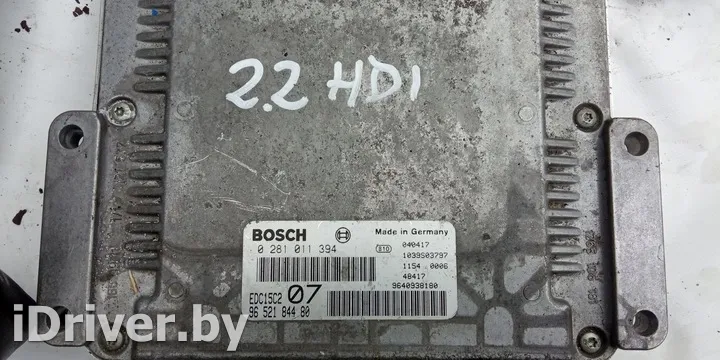 2.2 HDI
BOSCH
Made in Germany
0 281 011 394
S10
040417
1039S03797
1154 0006
48417
9640938180
EDC15C2 07
96 521 844 80
iDriver.by